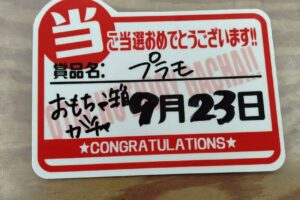 当
ご当選おめでとうございます!!
賞品名: プラモ
おもちゃ箱
ガチャ
9月23日
★CONGRATULATIONS★